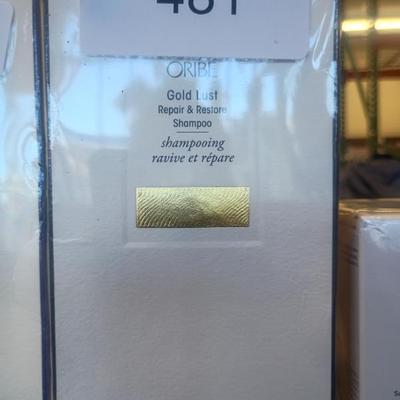 ORIBE
Gold Lust
Repair & Restore
Shampoo
shampooing
ravive et répare